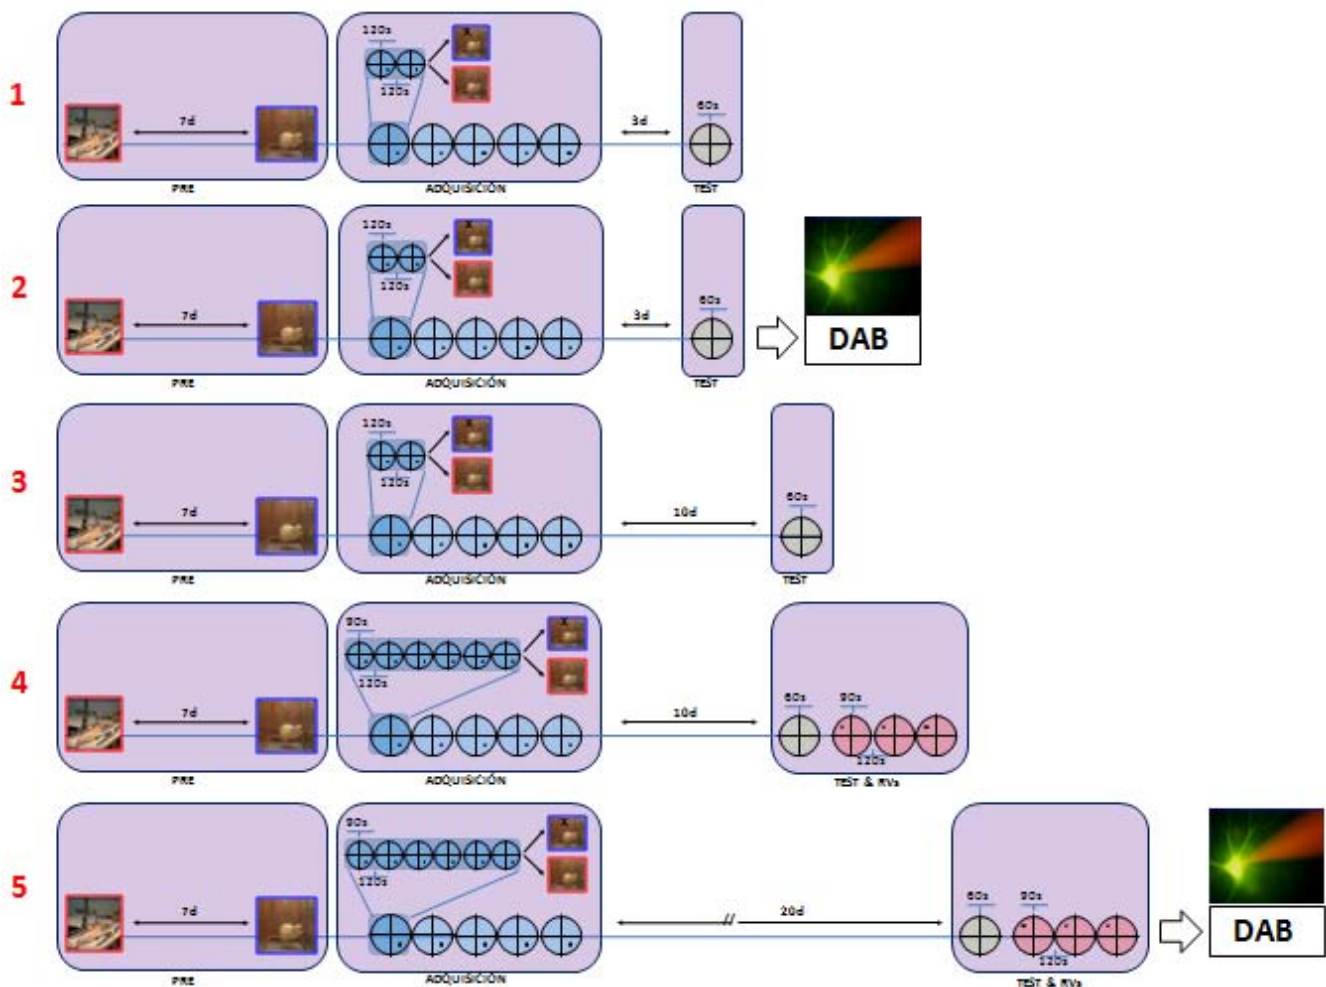 1
120s
x
120s
7d
3d
60s
PRE
ADQUISICIÓN
TEST
2
120s
x
120s
7d
3d
60s
DAB
PRE
ADQUISICIÓN
TEST
3
120s
x
120s
7d
10d
60s
PRE
ADQUISICIÓN
TEST
4
90s
x
120s
7d
10d
60s
90s
120s
PRE
ADQUISICIÓN
TEST & RVs
5
90s
x
120s
7d
//
20d
60s
90s
120s
DAB
PRE
ADQUISICIÓN
TEST & RVs